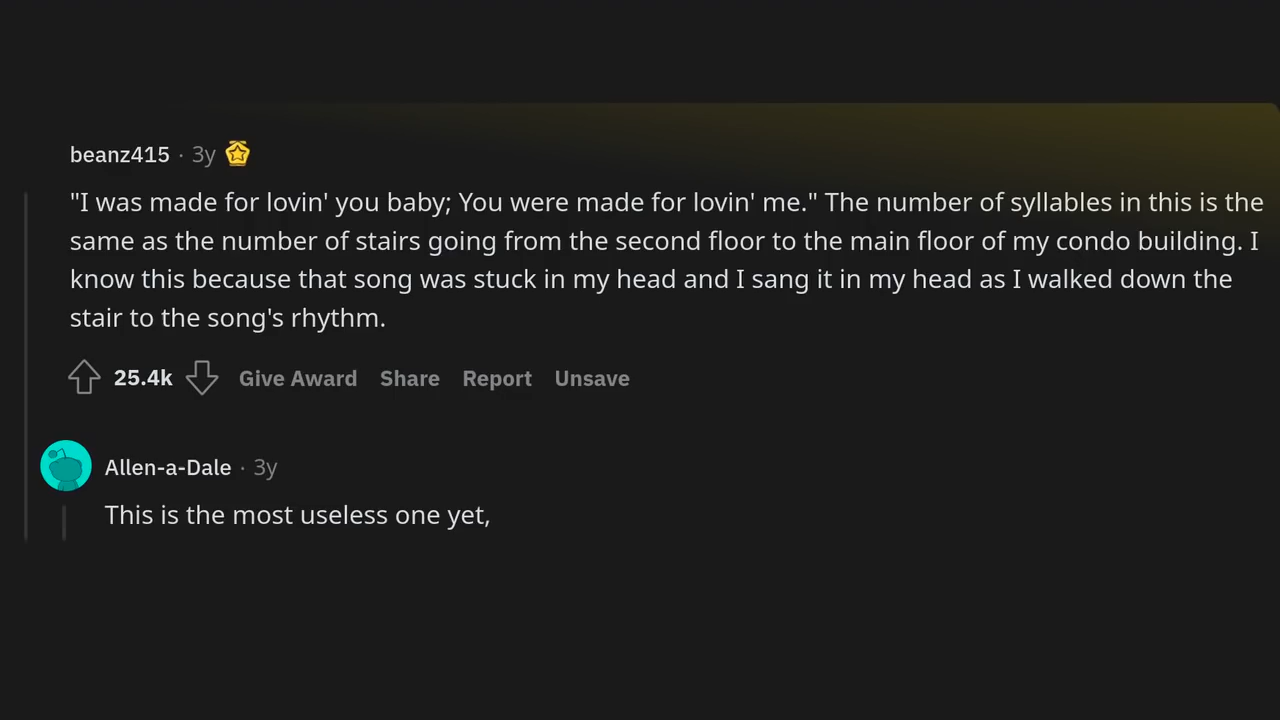 beanz415 · 3y
"I was made for lovin' you baby; You were made for lovin' me." The number of syllables in this is the
same as the number of stairs going from the second floor to the main floor of my condo building. I
know this because that song was stuck in my head and I sang it in my head as I walked down the
stair to the song's rhythm.
25.4k Give Award Share Report Unsave
Allen-a-Dale · 3y
This is the most useless one yet,